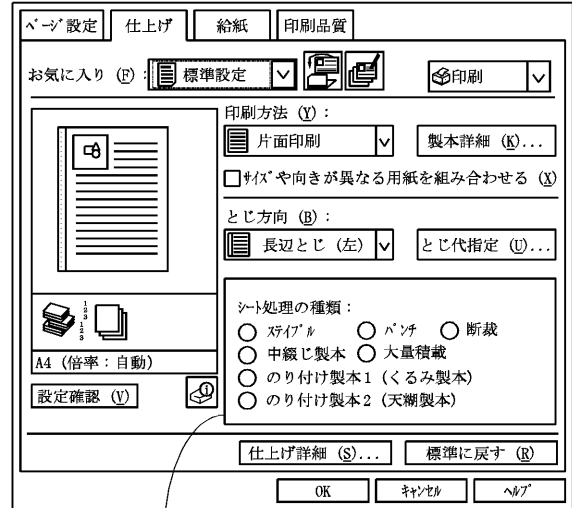 ページ設定 仕上げ 給紙 印刷品質
お気に入り (F) : 標準設定 印刷
印刷方法 (Y) :
片面印刷 製本詳細 (K)...
サイズや向きが異なる用紙を組み合わせる (X)
とじ方向 (B) :
長辺とじ (左) とじ代指定 (U)...
シート処理の種類 :
ステイプル パンチ 断裁
中綴じ製本 大量積載
のり付け製本1 (くるみ製本)
のり付け製本2 (天糊製本)
1 2 3
1 2 3
A4 (倍率 : 自動)
設定確認 (V)
仕上げ詳細 (S)... 標準に戻す (R)
OK キャンセル ヘルプ